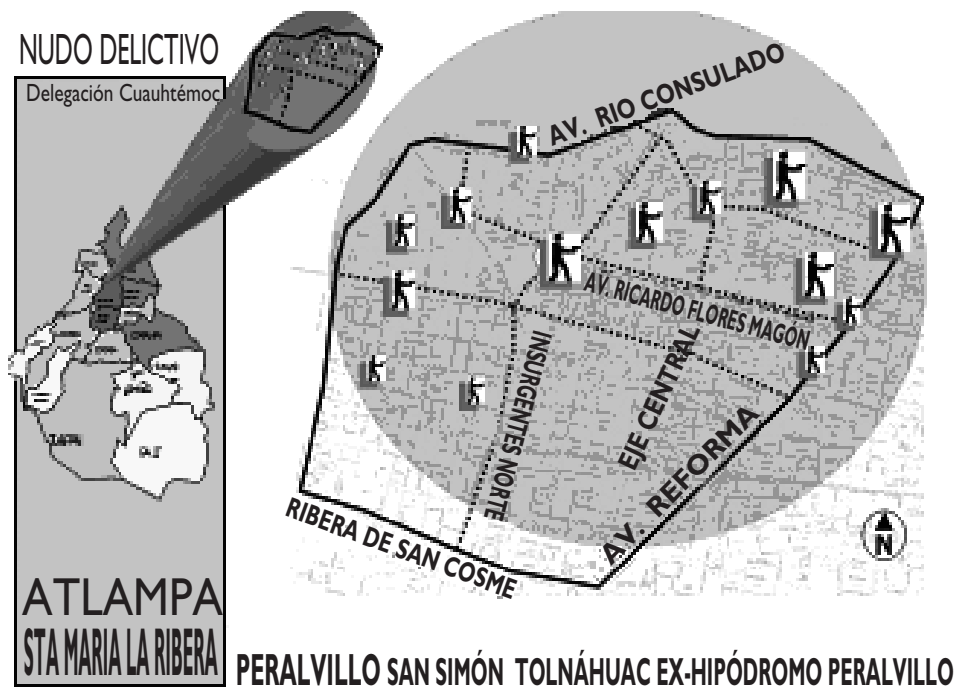 NUDO DELICTIVO
Delegación Cuauhtémoc
AV. RIO CONSULADO
AV. RICARDO FLORES MAGÓN
INSURGENTES NORTE
EJE CENTRAL
AV. REFORMA
RIBERA DE SAN COSME
N
ATLAMPA
STA MARIA LA RIBERA
PERALVILLO SAN SIMÓN TOLNÁHUAC EX-HIPÓDROMO PERALVILLO